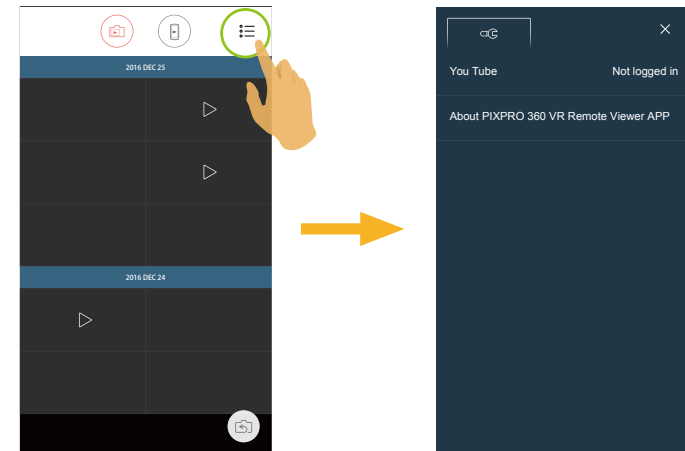 2016 DEC 25
2016 DEC 24
You Tube Not logged in
About PIXPRO 360 VR Remote Viewer APP